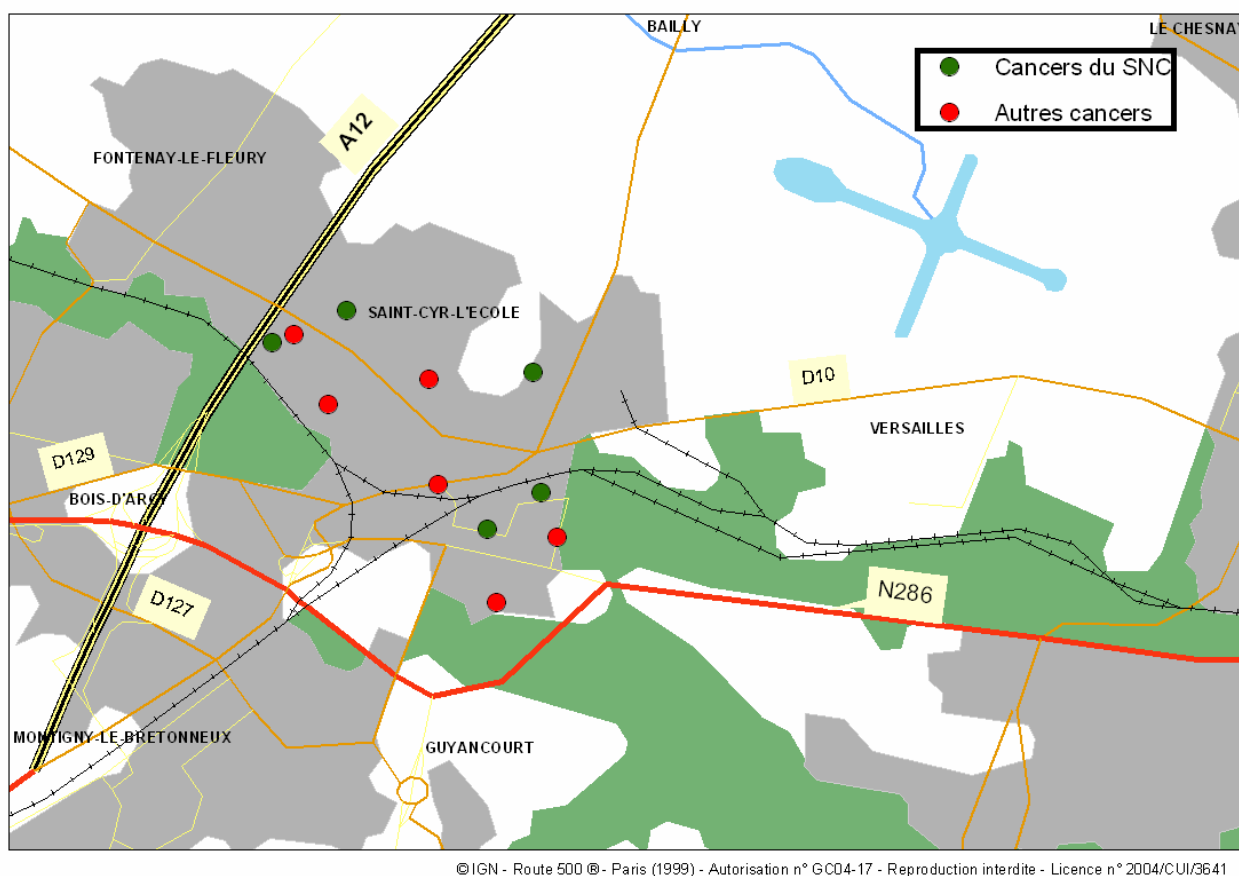 BAILLY
LE CHESNAY
Cancers du SNC
Autres cancers
A12
FONTENAY-LE-FLEURY
SAINT-CYR-L'ECOLE
D10
VERSAILLES
D129
BOIS-D'ARCY
D127
N286
MONTIGNY-LE-BRETONNEUX
GUYANCOURT
©IGN - Route 500 ® - Paris (1999) - Autorisation n° GC04-17 - Reproduction interdite - Licence n° 2004/CUI/3641